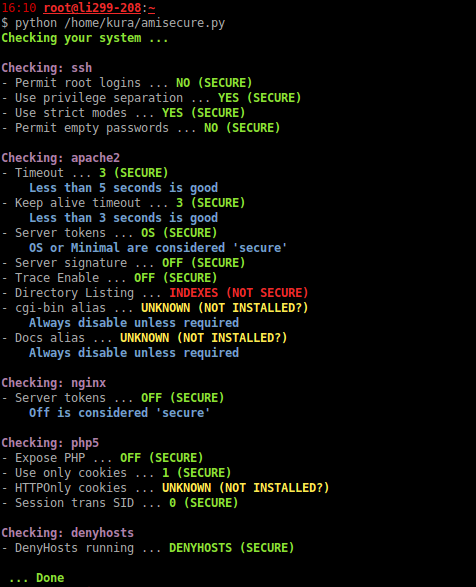 16:10 root@li299-208:~
$ python /home/kura/amisecure.py
Checking your system ...
Checking: ssh
- Permit root logins ... NO (SECURE)
- Use privilege separation ... YES (SECURE)
- Use strict modes ... YES (SECURE)
- Permit empty passwords ... NO (SECURE)
Checking: apache2
- Timeout ... 3 (SECURE)
Less than 5 seconds is good
- Keep alive timeout ... 3 (SECURE)
Less than 3 seconds is good
- Server tokens ... OS (SECURE)
OS or Minimal are considered 'secure'
- Server signature ... OFF (SECURE)
- Trace Enable ... OFF (SECURE)
- Directory Listing ... INDEXES (NOT SECURE)
- cgi-bin alias ... UNKNOWN (NOT INSTALLED?)
Always disable unless required
- Docs alias ... UNKNOWN (NOT INSTALLED?)
Always disable unless required
Checking: nginx
- Server tokens ... OFF (SECURE)
Off is considered 'secure'
Checking: php5
- Expose PHP ... OFF (SECURE)
- Use only cookies ... 1 (SECURE)
- HTTPOnly cookies ... UNKNOWN (NOT INSTALLED?)
- Session trans SID ... 0 (SECURE)
Checking: denyhosts
- DenyHosts running ... DENYHOSTS (SECURE)
... Done